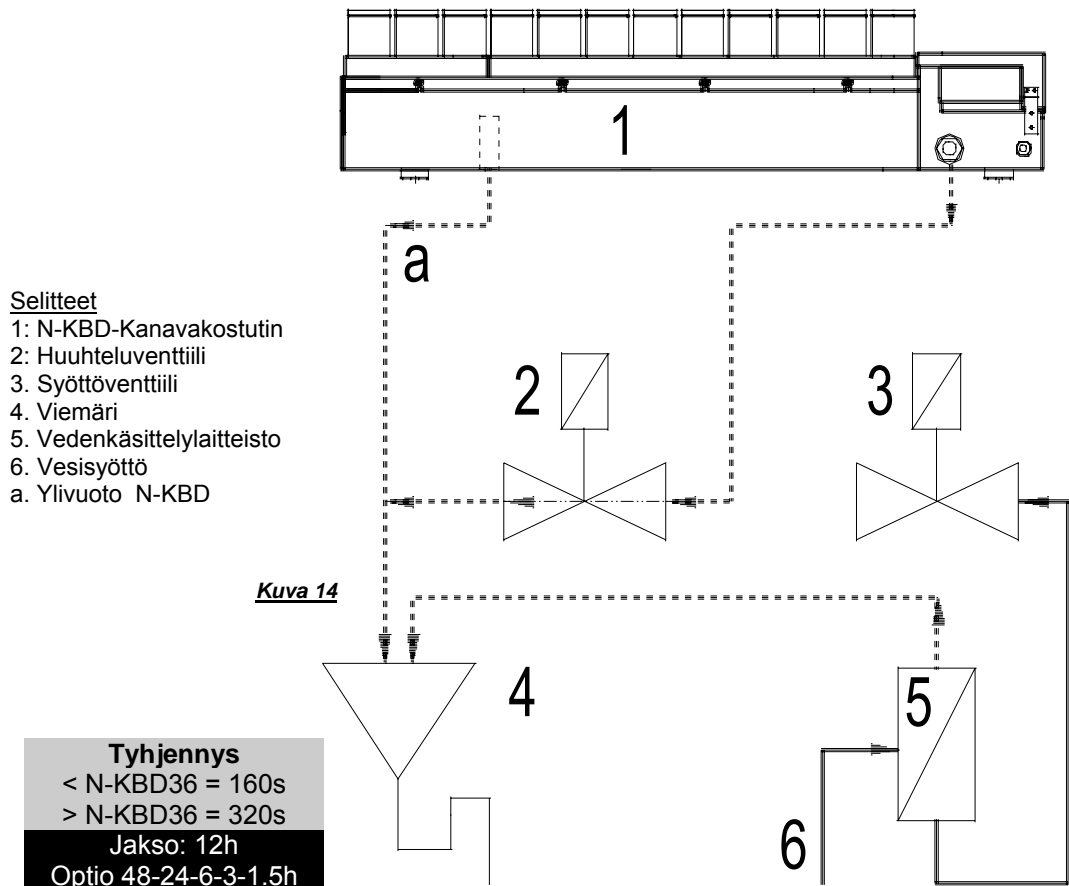 1
a
Selitteet
1: N-KBD-Kanavakostutin
2: Huuhteluventtiili
3. Syöttöventtiili
4. Viemäri
5. Vedenkäsittelylaitteisto
6. Vesisyöttö
a. Ylivuoto N-KBD
2
3
Kuva 14
4
5
6
Tyhjennys
< N-KBD36 = 160s
> N-KBD36 = 320s
Jakso: 12h
Optio 48-24-6-3-1.5h